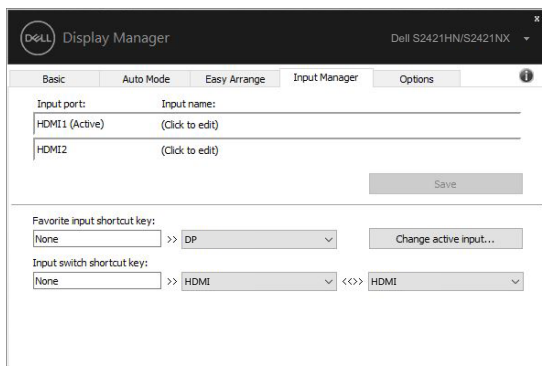 x
DELL Display Manager Dell S2421HN/S2421NX
Basic Auto Mode Easy Arrange Input Manager Options
Input port: Input name:
HDMI1 (Active) (Click to edit)
HDMI2 (Click to edit)
Save
Favorite input shortcut key:
None >> DP Change active input...
Input switch shortcut key:
None >> HDMI <<>> HDMI